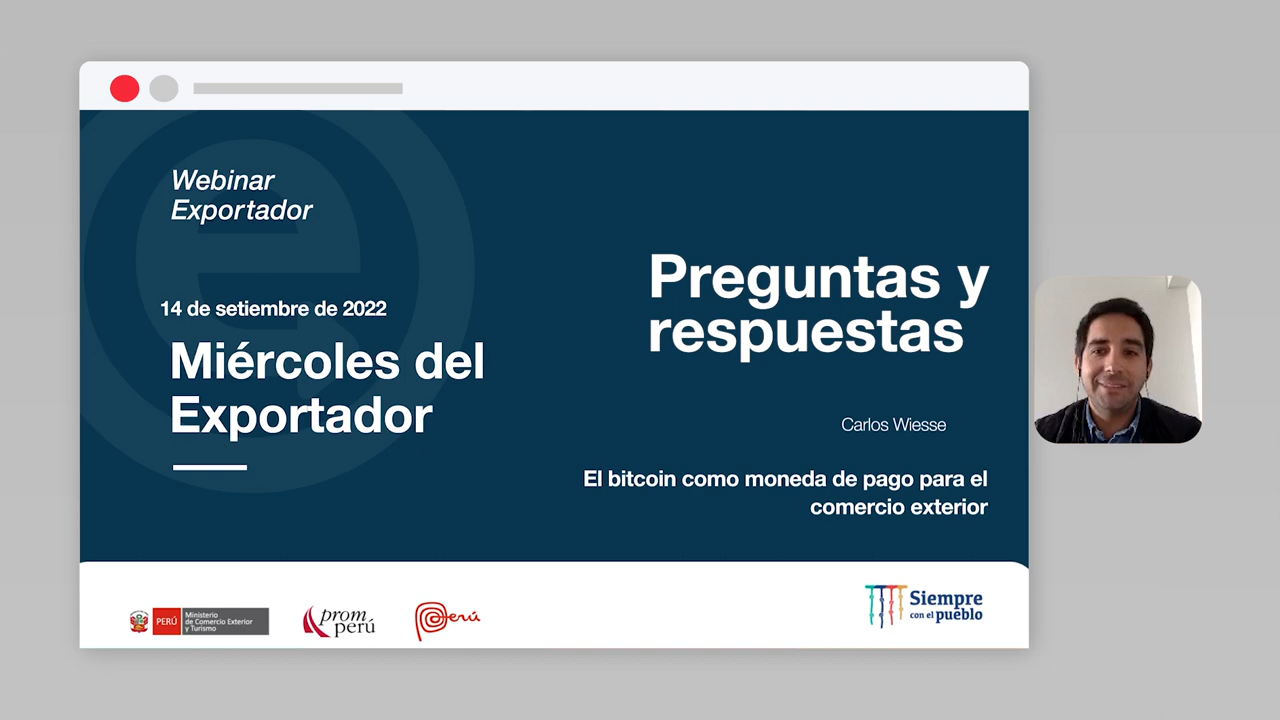 Webinar
Exportador
14 de setiembre de 2022
Miércoles del
Exportador
Preguntas y
respuestas
Carlos Wiesse
El bitcoin como moneda de pago para el
comercio exterior
PERÚ
Ministerio
de Comercio Exterior
y Turismo
prom
perú
Perú
Siempre
con el pueblo